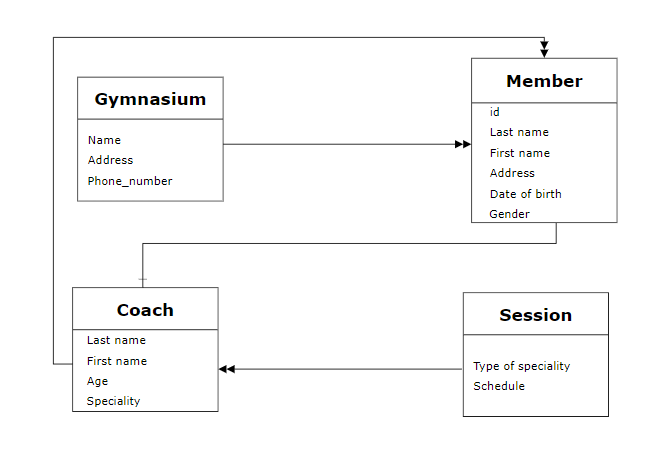 Gymnasium
Name
Address
Phone_number
Member
id
Last name
First name
Address
Date of birth
Gender
Coach
Last name
First name
Age
Speciality
Session
Type of speciality
Schedule